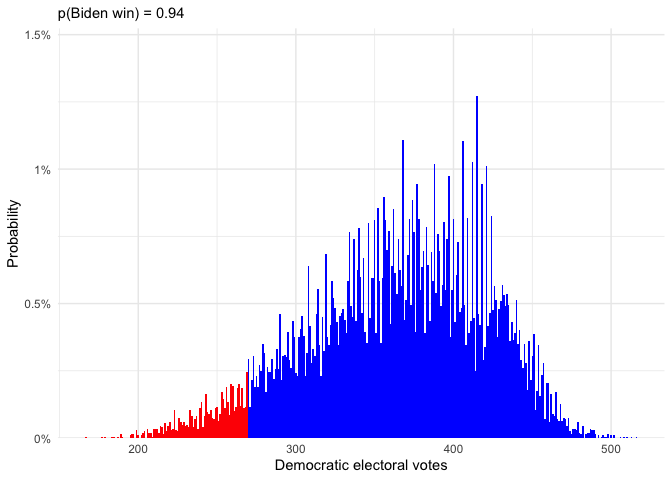 p(Biden win) = 0.94
1.5%
1%
0.5%
0%
Probability
200 300 400 500
Democratic electoral votes